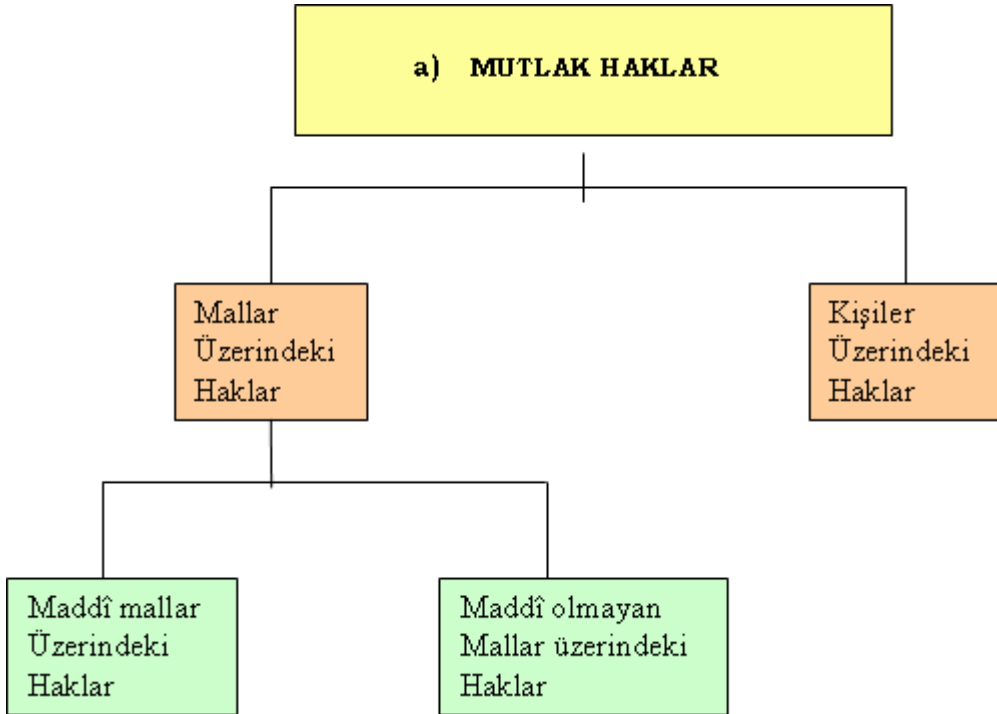 a) MUTLAK HAKLAR
Mallar
Üzerindeki
Haklar
Kişiler
Üzerindeki
Haklar
Maddî mallar
Üzerindeki
Haklar
Maddî olmayan
Mallar üzerindeki
Haklar